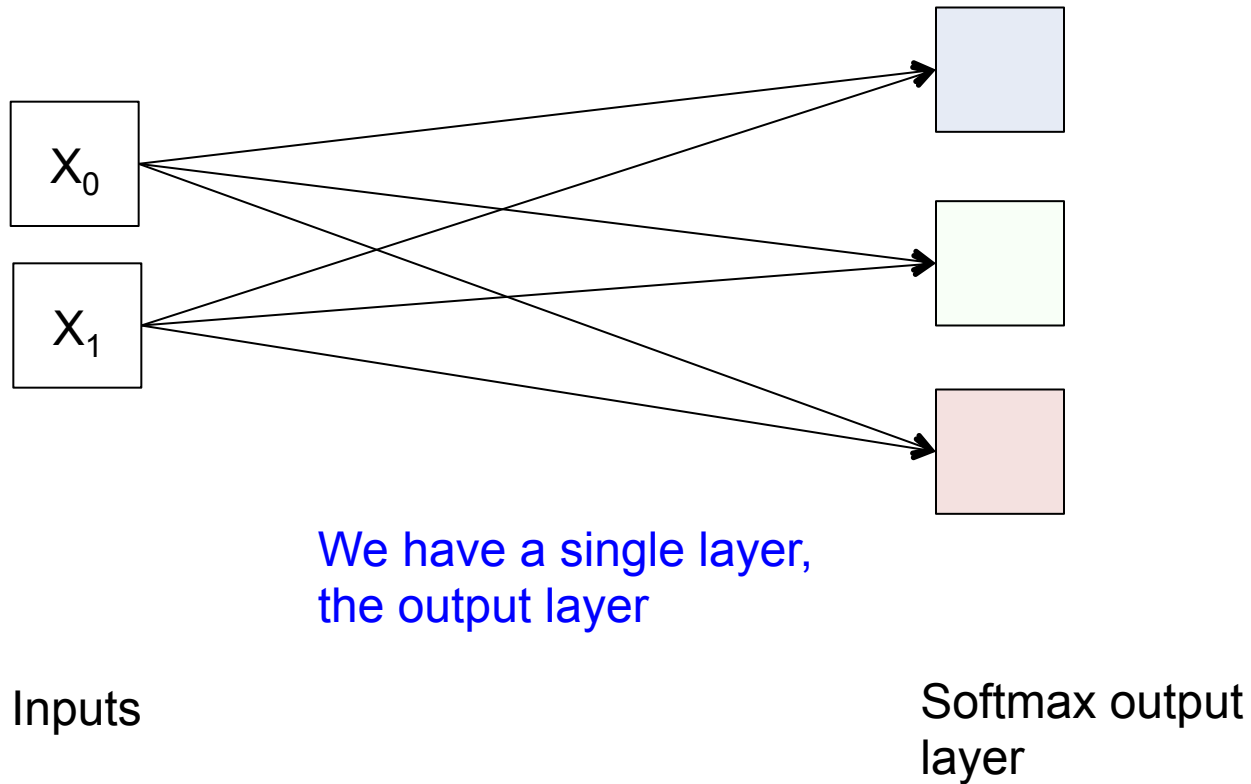 X₀
X₁
We have a single layer,
the output layer
Inputs
Softmax output
layer